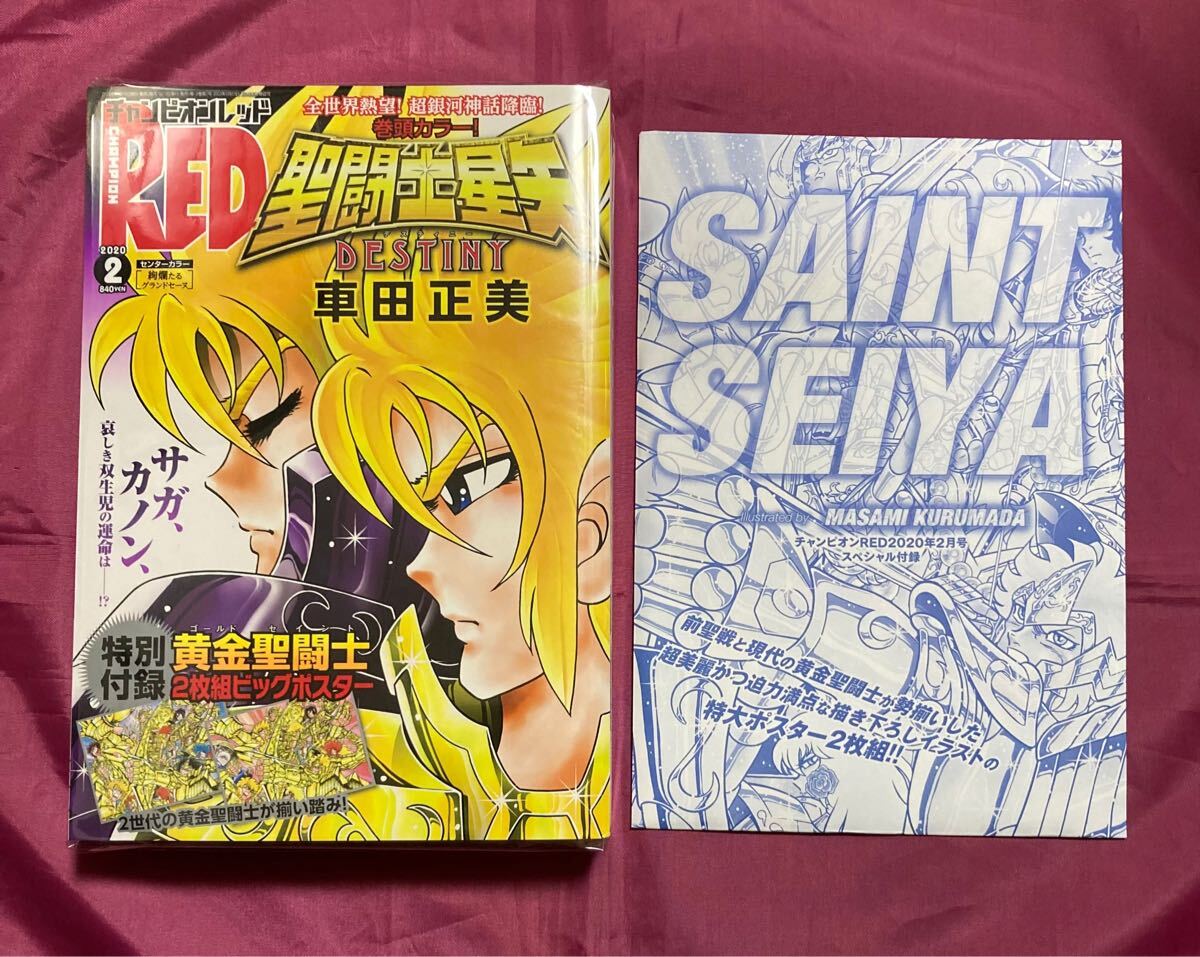 チャンピオンレッド
CHAMPION
RED
2020
2
840YEN
センターカラー
絢爛たる
グランドセーヌ
全世界熱望! 超銀河神話降臨!
巻頭カラー!
聖闘士星矢
DESTINY
車田正美
サガ、
カノン、
哀しき双生児の運命は――!?
特別
付録
ゴールド セイント
黄金聖闘士
2枚組ビッグポスター
2世代の黄金聖闘士が揃い踏み!
SAINT
SEIYA
Illustrated by MASAMI KURUMADA
チャンピオンRED2020年2月号
スペシャル付録
前聖戦と現代の黄金聖闘士が勢揃いした
超美麗かつ迫力満点な描き下ろしイラストの
特大ポスター2枚組!!